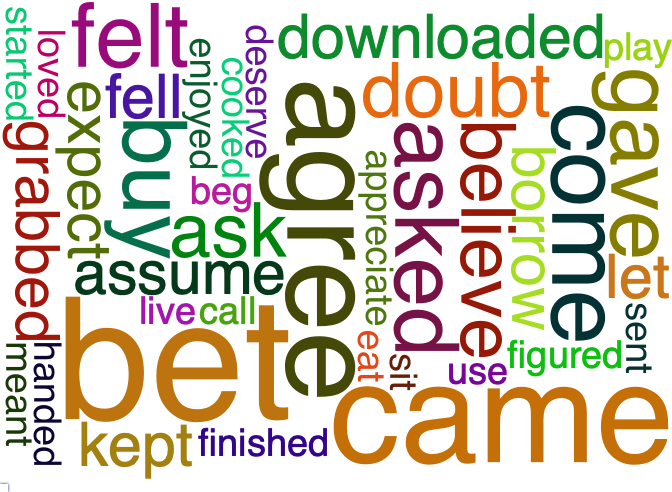 started
loved
felt
enjoyed
deserve
downloaded
play
fell
cooked
doubt
gave
expect
buy
agree
come
grabbed
beg
appreciate
asked
believe
borrow
ask
assume
let
live
call
sent
bet
eat
sit
use
figured
meant
handed
came
kept
finished